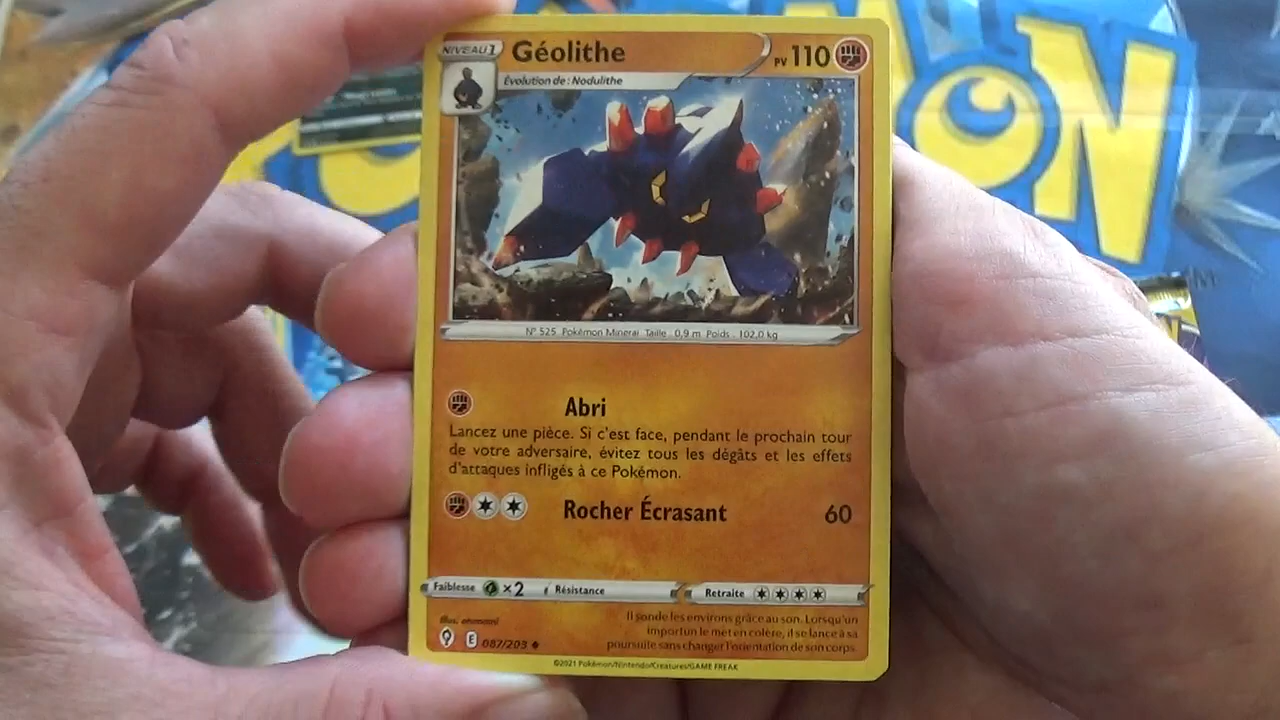 NIVEAU 1
Géolithe
PV 110
Évolution de : Nodulithe
N° 525 Pokémon Minerai Taille : 0,9 m Poids : 102,0 kg
Abri
Lancez une pièce. Si c'est face, pendant le prochain tour
de votre adversaire, évitez tous les dégâts et les effets
d'attaques infligés à ce Pokémon.
Rocher Écrasant 60
Faiblesse ×2 Résistance Retraite
Illus. otumami
Il sonde les environs grâce au son. Lorsqu'un
importun le met en colère, il se lance à sa
poursuite sans changer l'orientation de son corps.
E 087/203
©2021 Pokémon/Nintendo/Creatures/GAME FREAK
MON